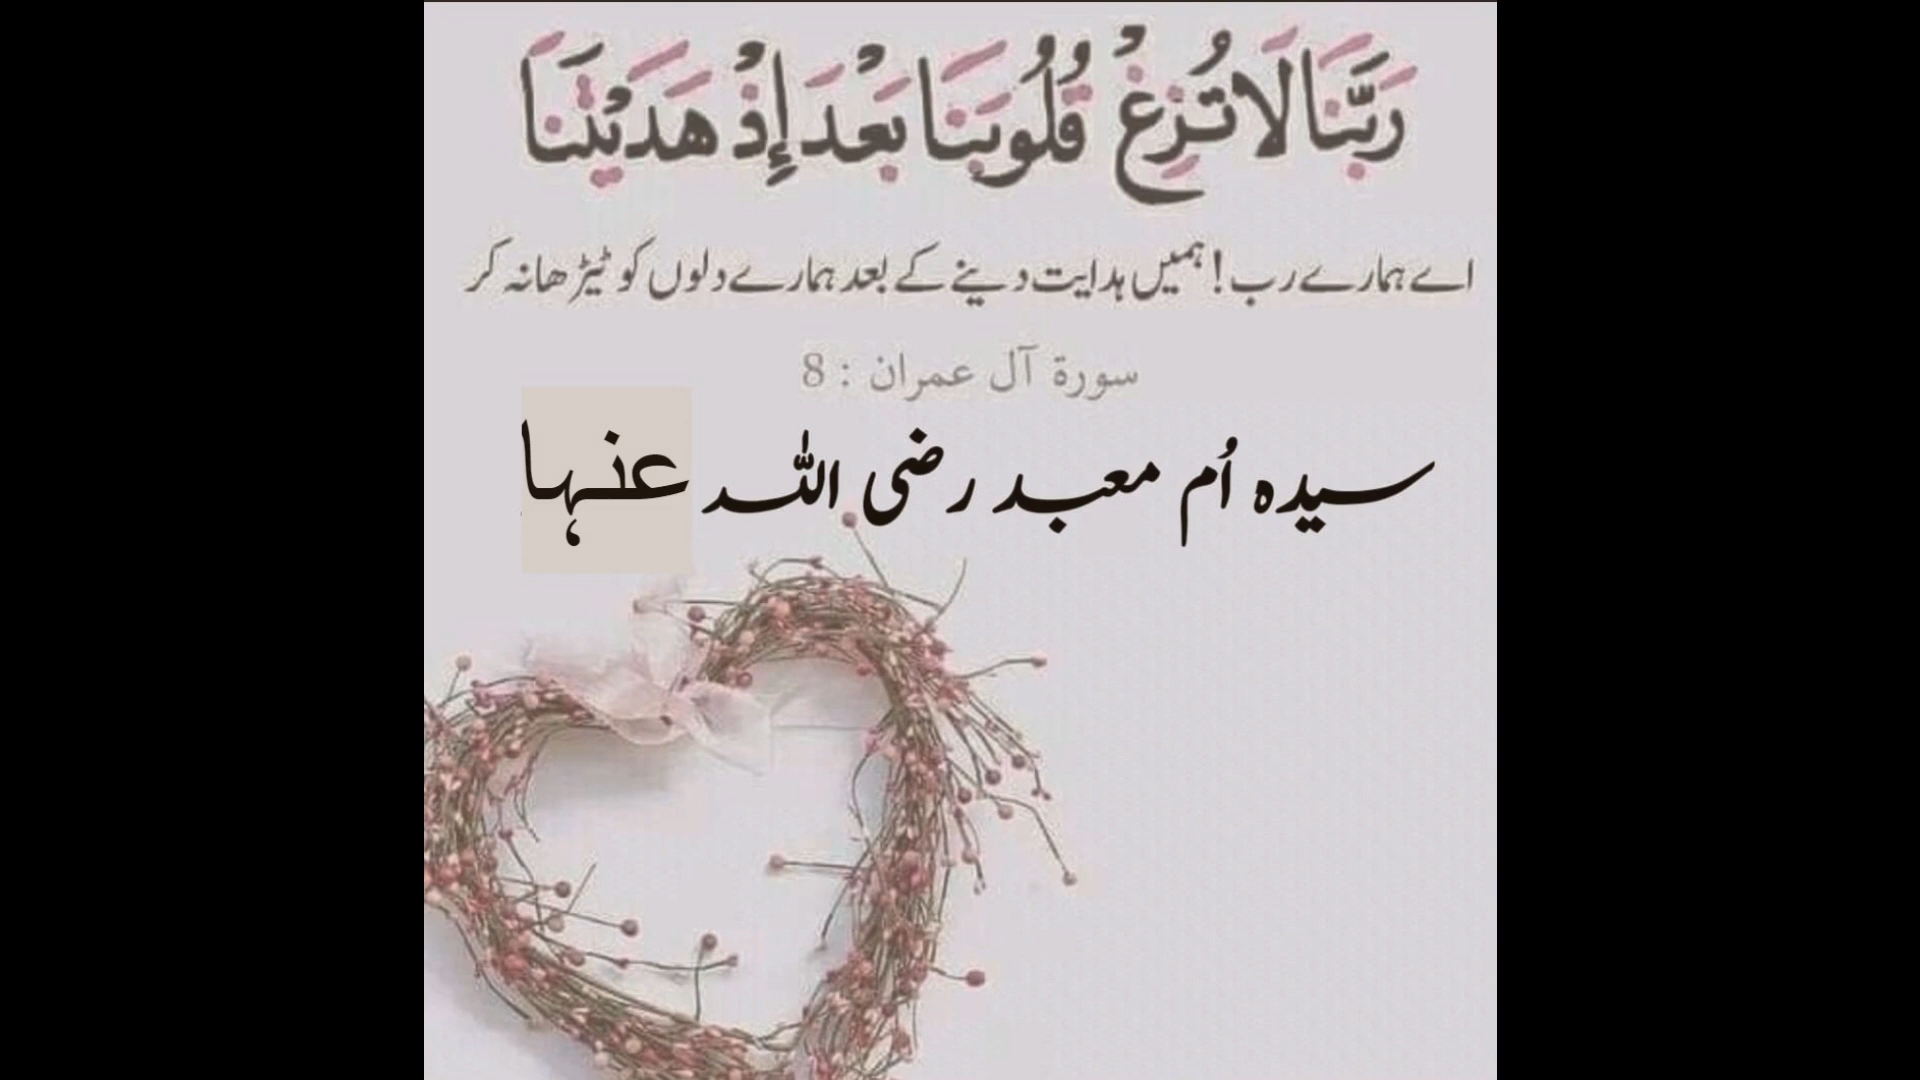 رَبَّنَا لَا تُزِغْ قُلُوبَنَا بَعْدَ إِذْ هَدَيْتَنَا
اے ہمارے رب! ہمیں ہدایت دینے کے بعد ہمارے دلوں کو ٹیڑھا نہ کر
سورة آل عمران : 8
سیدہ اُم معبد رضی اللہ عنہا